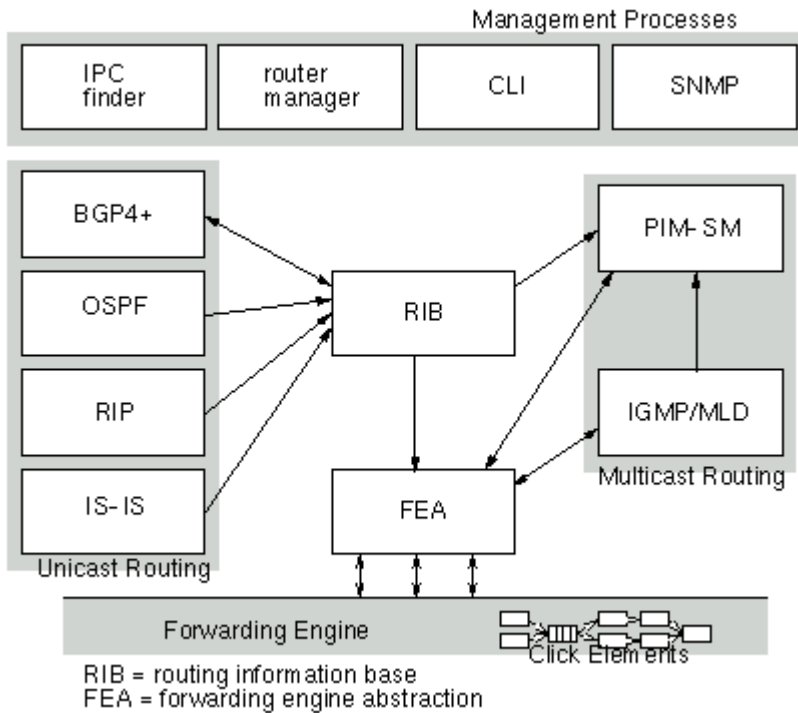 Management Processes
IPC
finder
router
manager
CLI
SNMP
BGP4+
OSPF
RIP
IS-IS
Unicast Routing
RIB
FEA
PIM-SM
IGMP/MLD
Multicast Routing
Forwarding Engine
Click Elements
RIB = routing information base
FEA = forwarding engine abstraction